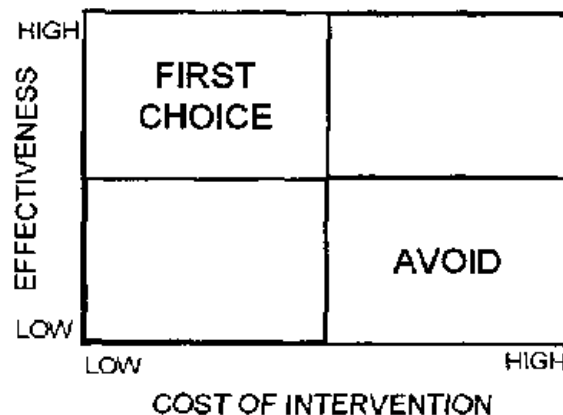 HIGH
FIRST
CHOICE
EFFECTIVENESS
AVOID
LOW
LOW
HIGH
COST OF INTERVENTION